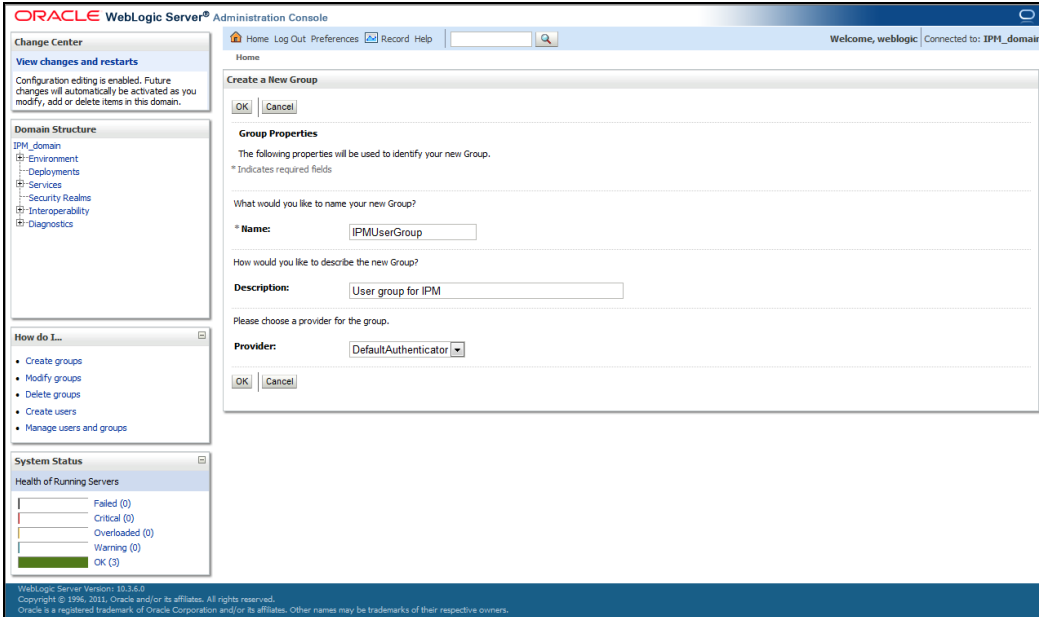 ORACLE WebLogic Server® Administration Console
Change Center
View changes and restarts
Configuration editing is enabled. Future
changes will automatically be activated as you
modify, add or delete items in this domain.
Domain Structure
IPM_domain
Environment
Deployments
Services
Security Realms
Interoperability
Diagnostics
How do I...
Create groups
Modify groups
Delete groups
Create users
Manage users and groups
System Status
Health of Running Servers
Failed (0)
Critical (0)
Overloaded (0)
Warning (0)
OK (3)
Home Log Out Preferences Record Help
Welcome, weblogic Connected to: IPM_domain
Home
Create a New Group
OK Cancel
Group Properties
The following properties will be used to identify your new Group.
* Indicates required fields
What would you like to name your new Group?
* Name: IPMUserGroup
How would you like to describe the new Group?
Description: User group for IPM
Please choose a provider for the group.
Provider: DefaultAuthenticator
OK Cancel
WebLogic Server Version: 10.3.6.0
Copyright © 1996, 2011, Oracle and/or its affiliates. All rights reserved.
Oracle is a registered trademark of Oracle Corporation and/or its affiliates. Other names may be trademarks of their respective owners.